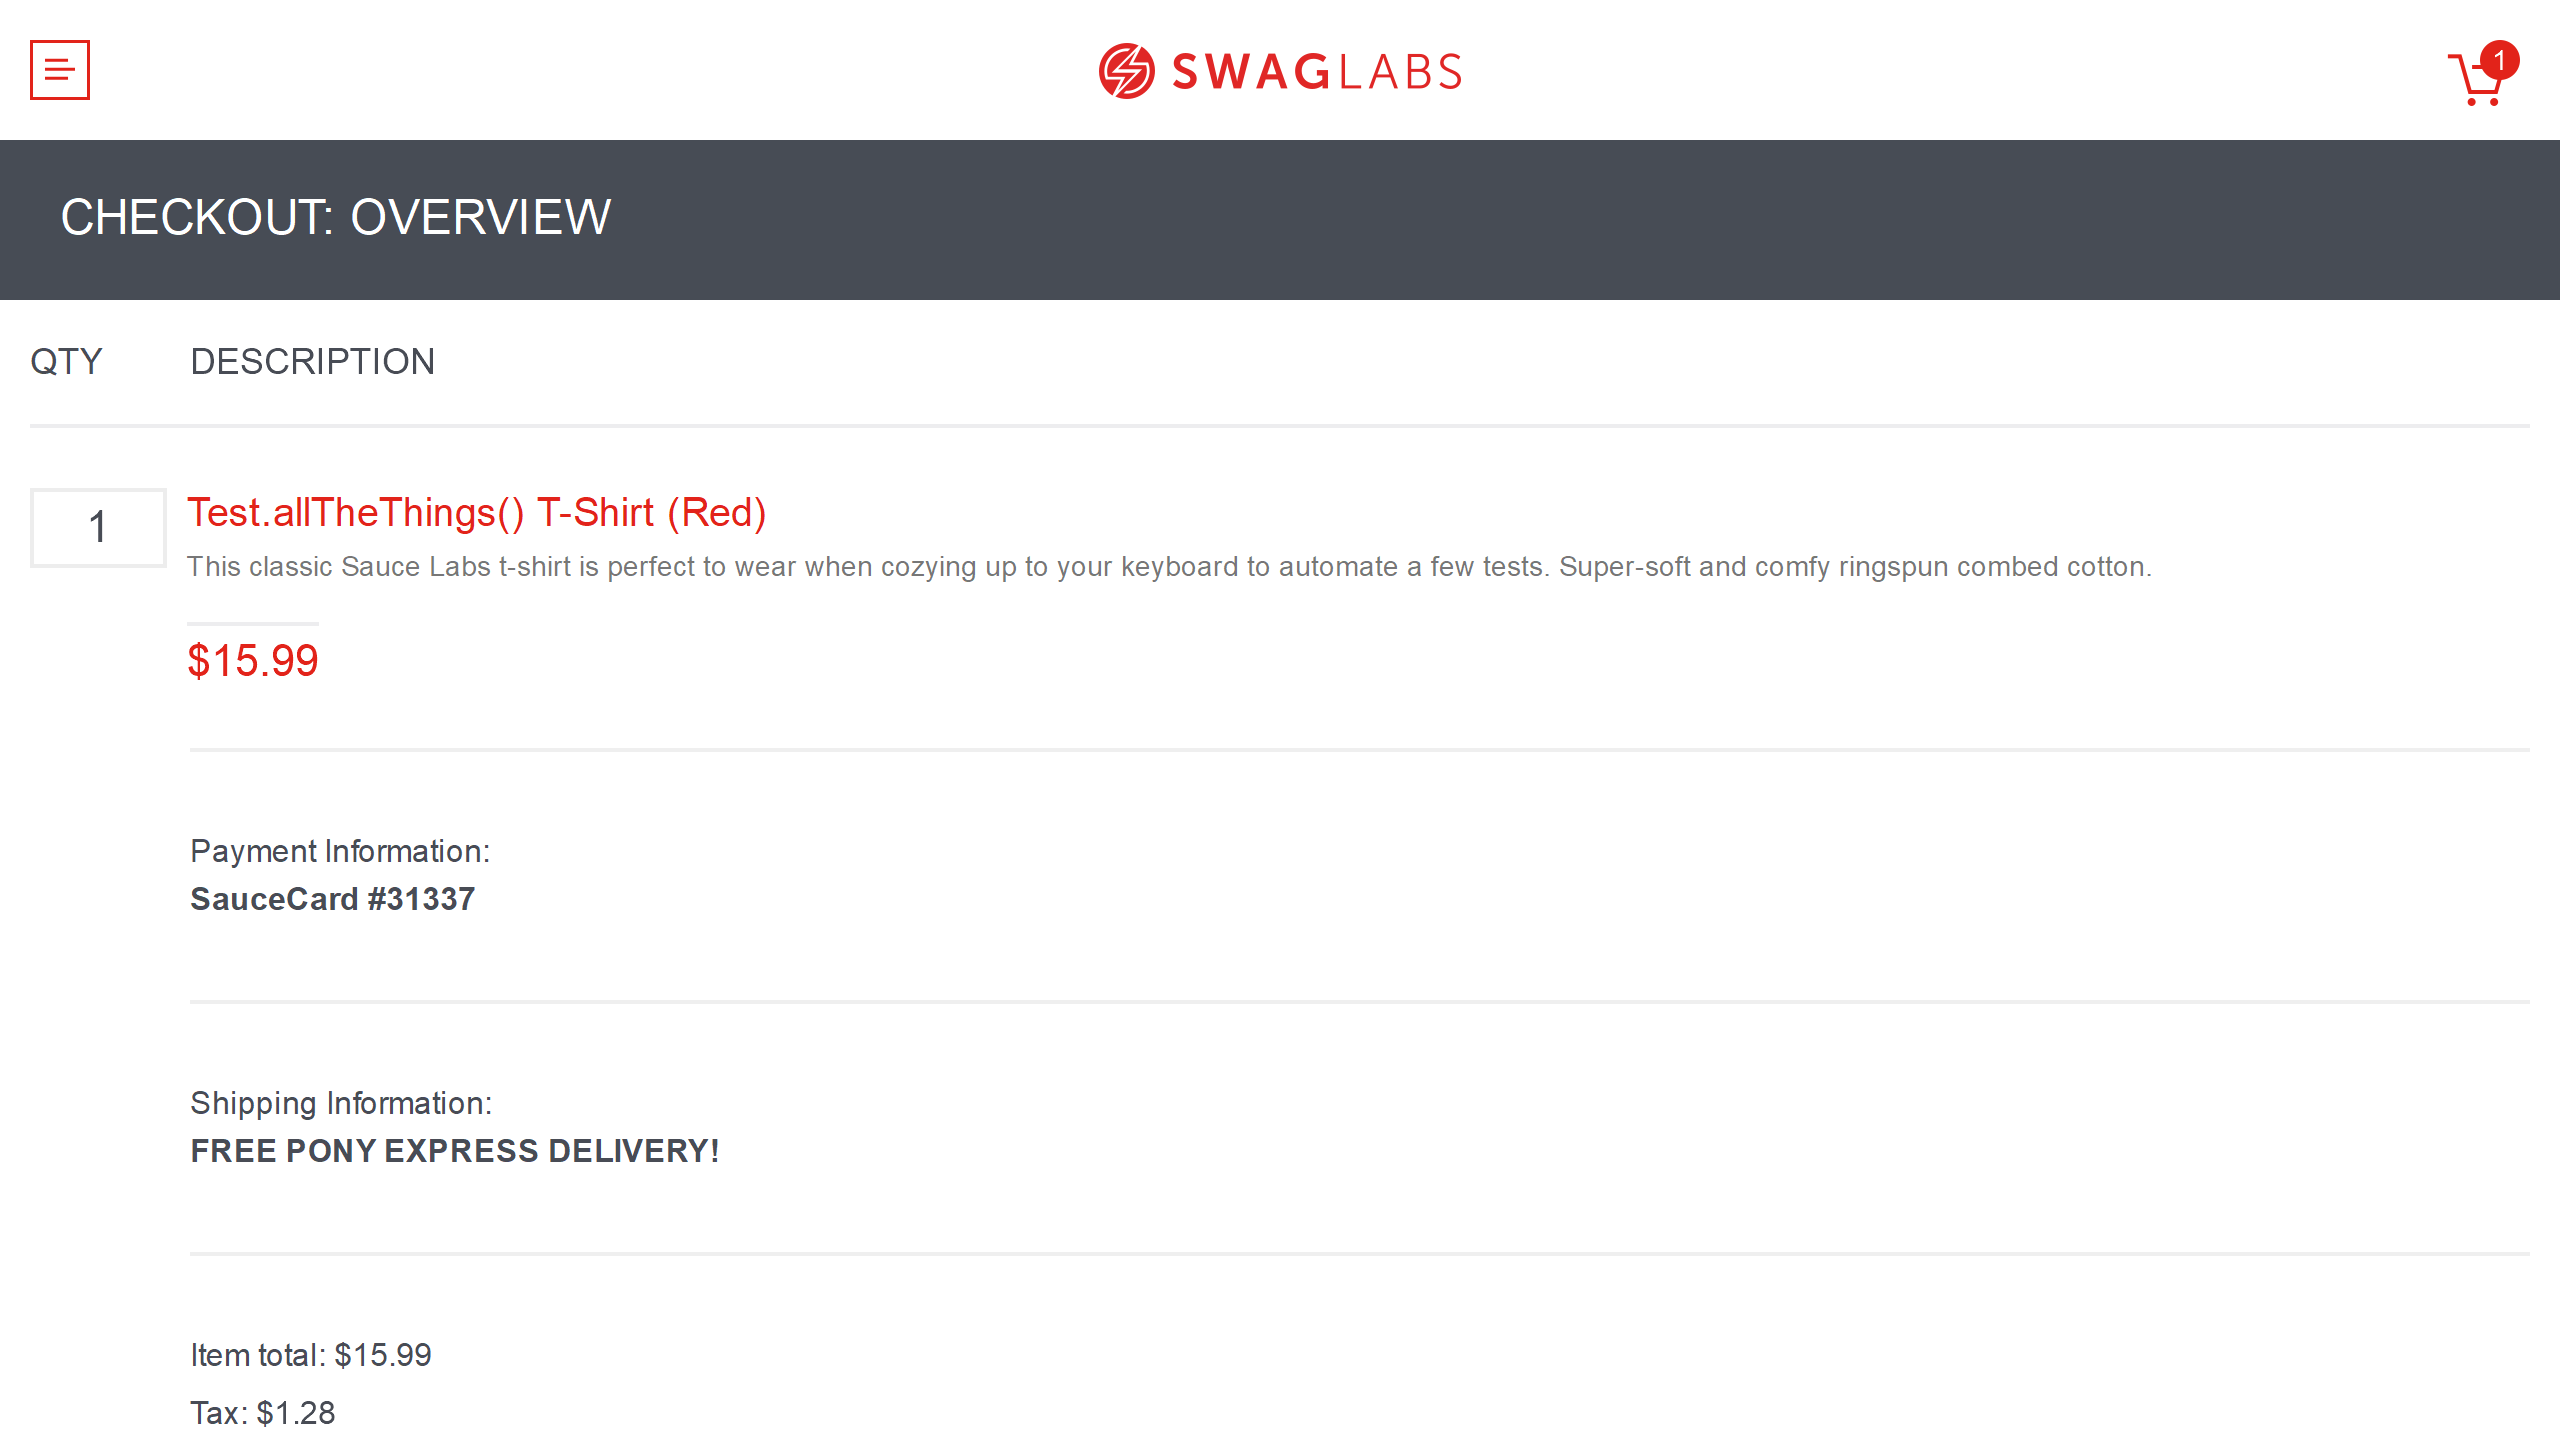 SWAGLABS
1
CHECKOUT: OVERVIEW
QTY DESCRIPTION
1
Test.allTheThings() T-Shirt (Red)
This classic Sauce Labs t-shirt is perfect to wear when cozying up to your keyboard to automate a few tests. Super-soft and comfy ringspun combed cotton.
$15.99
Payment Information:
SauceCard #31337
Shipping Information:
FREE PONY EXPRESS DELIVERY!
Item total: $15.99
Tax: $1.28